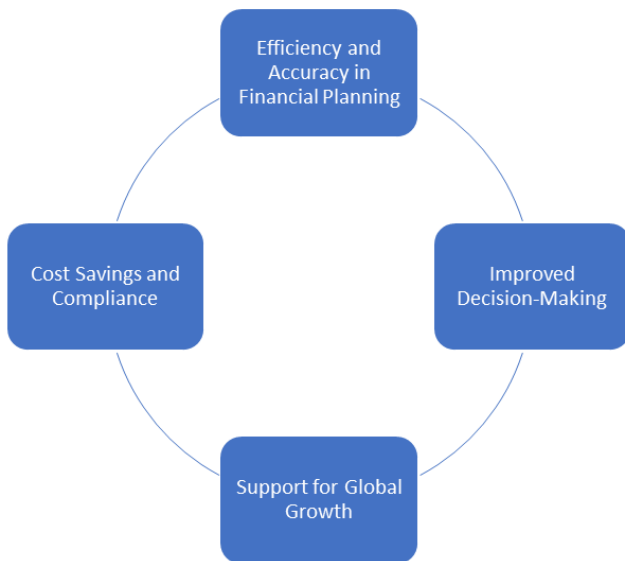 Efficiency and
Accuracy in
Financial Planning
Cost Savings and
Compliance
Improved
Decision-Making
Support for Global
Growth